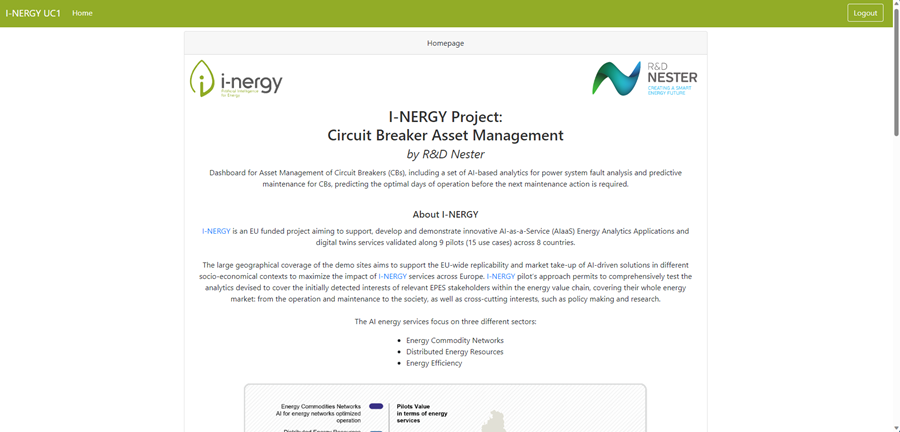 I-NERGY UC1 Home Logout
Homepage
i-nergy
Artificial Intelligence
for Energy
R&D
NESTER
CREATING A SMART
ENERGY FUTURE
I-NERGY Project:
Circuit Breaker Asset Management
by R&D Nester
Dashboard for Asset Management of Circuit Breakers (CBs), including a set of AI-based analytics for power system fault analysis and predictive
maintenance for CBs, predicting the optimal days of operation before the next maintenance action is required.
About I-NERGY
I-NERGY is an EU funded project aiming to support, develop and demonstrate innovative AI-as-a-Service (AIaaS) Energy Analytics Applications and
digital twins services validated along 9 pilots (15 use cases) across 8 countries.
The large geographical coverage of the demo sites aims to support the EU-wide replicability and market take-up of AI-driven solutions in different
socio-economical contexts to maximize the impact of I-NERGY services across Europe. I-NERGY pilot's approach permits to comprehensively test the
analytics devised to cover the initially detected interests of relevant EPES stakeholders within the energy value chain, covering their whole energy
market: from the operation and maintenance to the society, as well as cross-cutting interests, such as policy making and research.
The AI energy services focus on three different sectors:
• Energy Commodity Networks
• Distributed Energy Resources
• Energy Efficiency
Energy Commodities Networks
AI for energy networks optimized
operation
Pilots Value
in terms of energy
services
Distributed Energy Resources